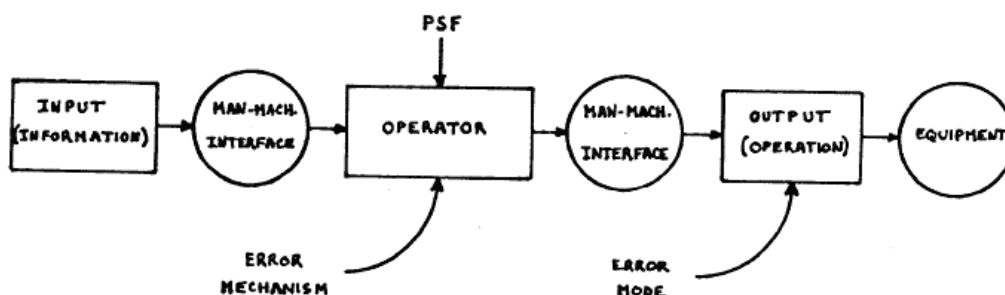 PSF
INPUT
(INFORMATION)
MAN-MACH.
INTERFACE
OPERATOR
MAN-MACH.
INTERFACE
OUTPUT
(OPERATION)
EQUIPMENT
ERROR
MECHANISM
ERROR
MODE